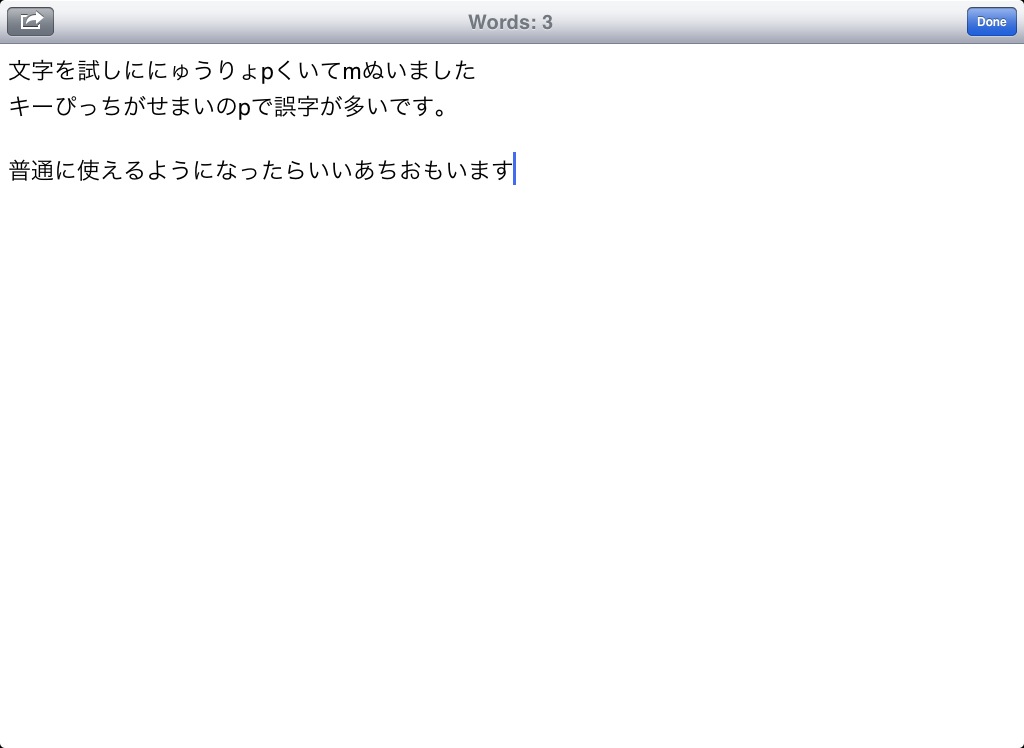 Words: 3
Done
文字を試しににゅうりょpくいてmぬいました
キーぴっちがせまいのpで誤字が多いです。
普通に使えるようになったらいいあちおもいます